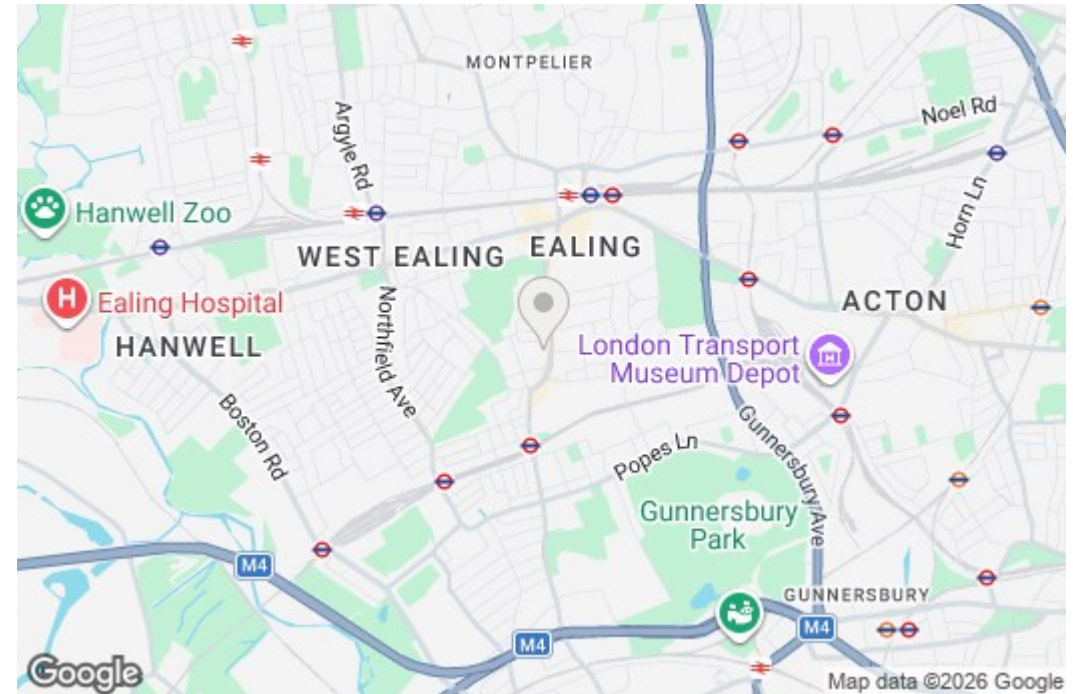 MONTPELIER
Noel Rd
Argyle Rd
Hanwell Zoo
Horn Ln
WEST EALING
EALING
H
Ealing Hospital
ACTON
HANWELL
Northfield Ave
London Transport
Museum Depot
Boston Rd
Gunnersbury Ave
Popes Ln
Gunnersbury
Park
M4
GUNNERSBURY
M4
M4
Google
Map data ©2026 Google